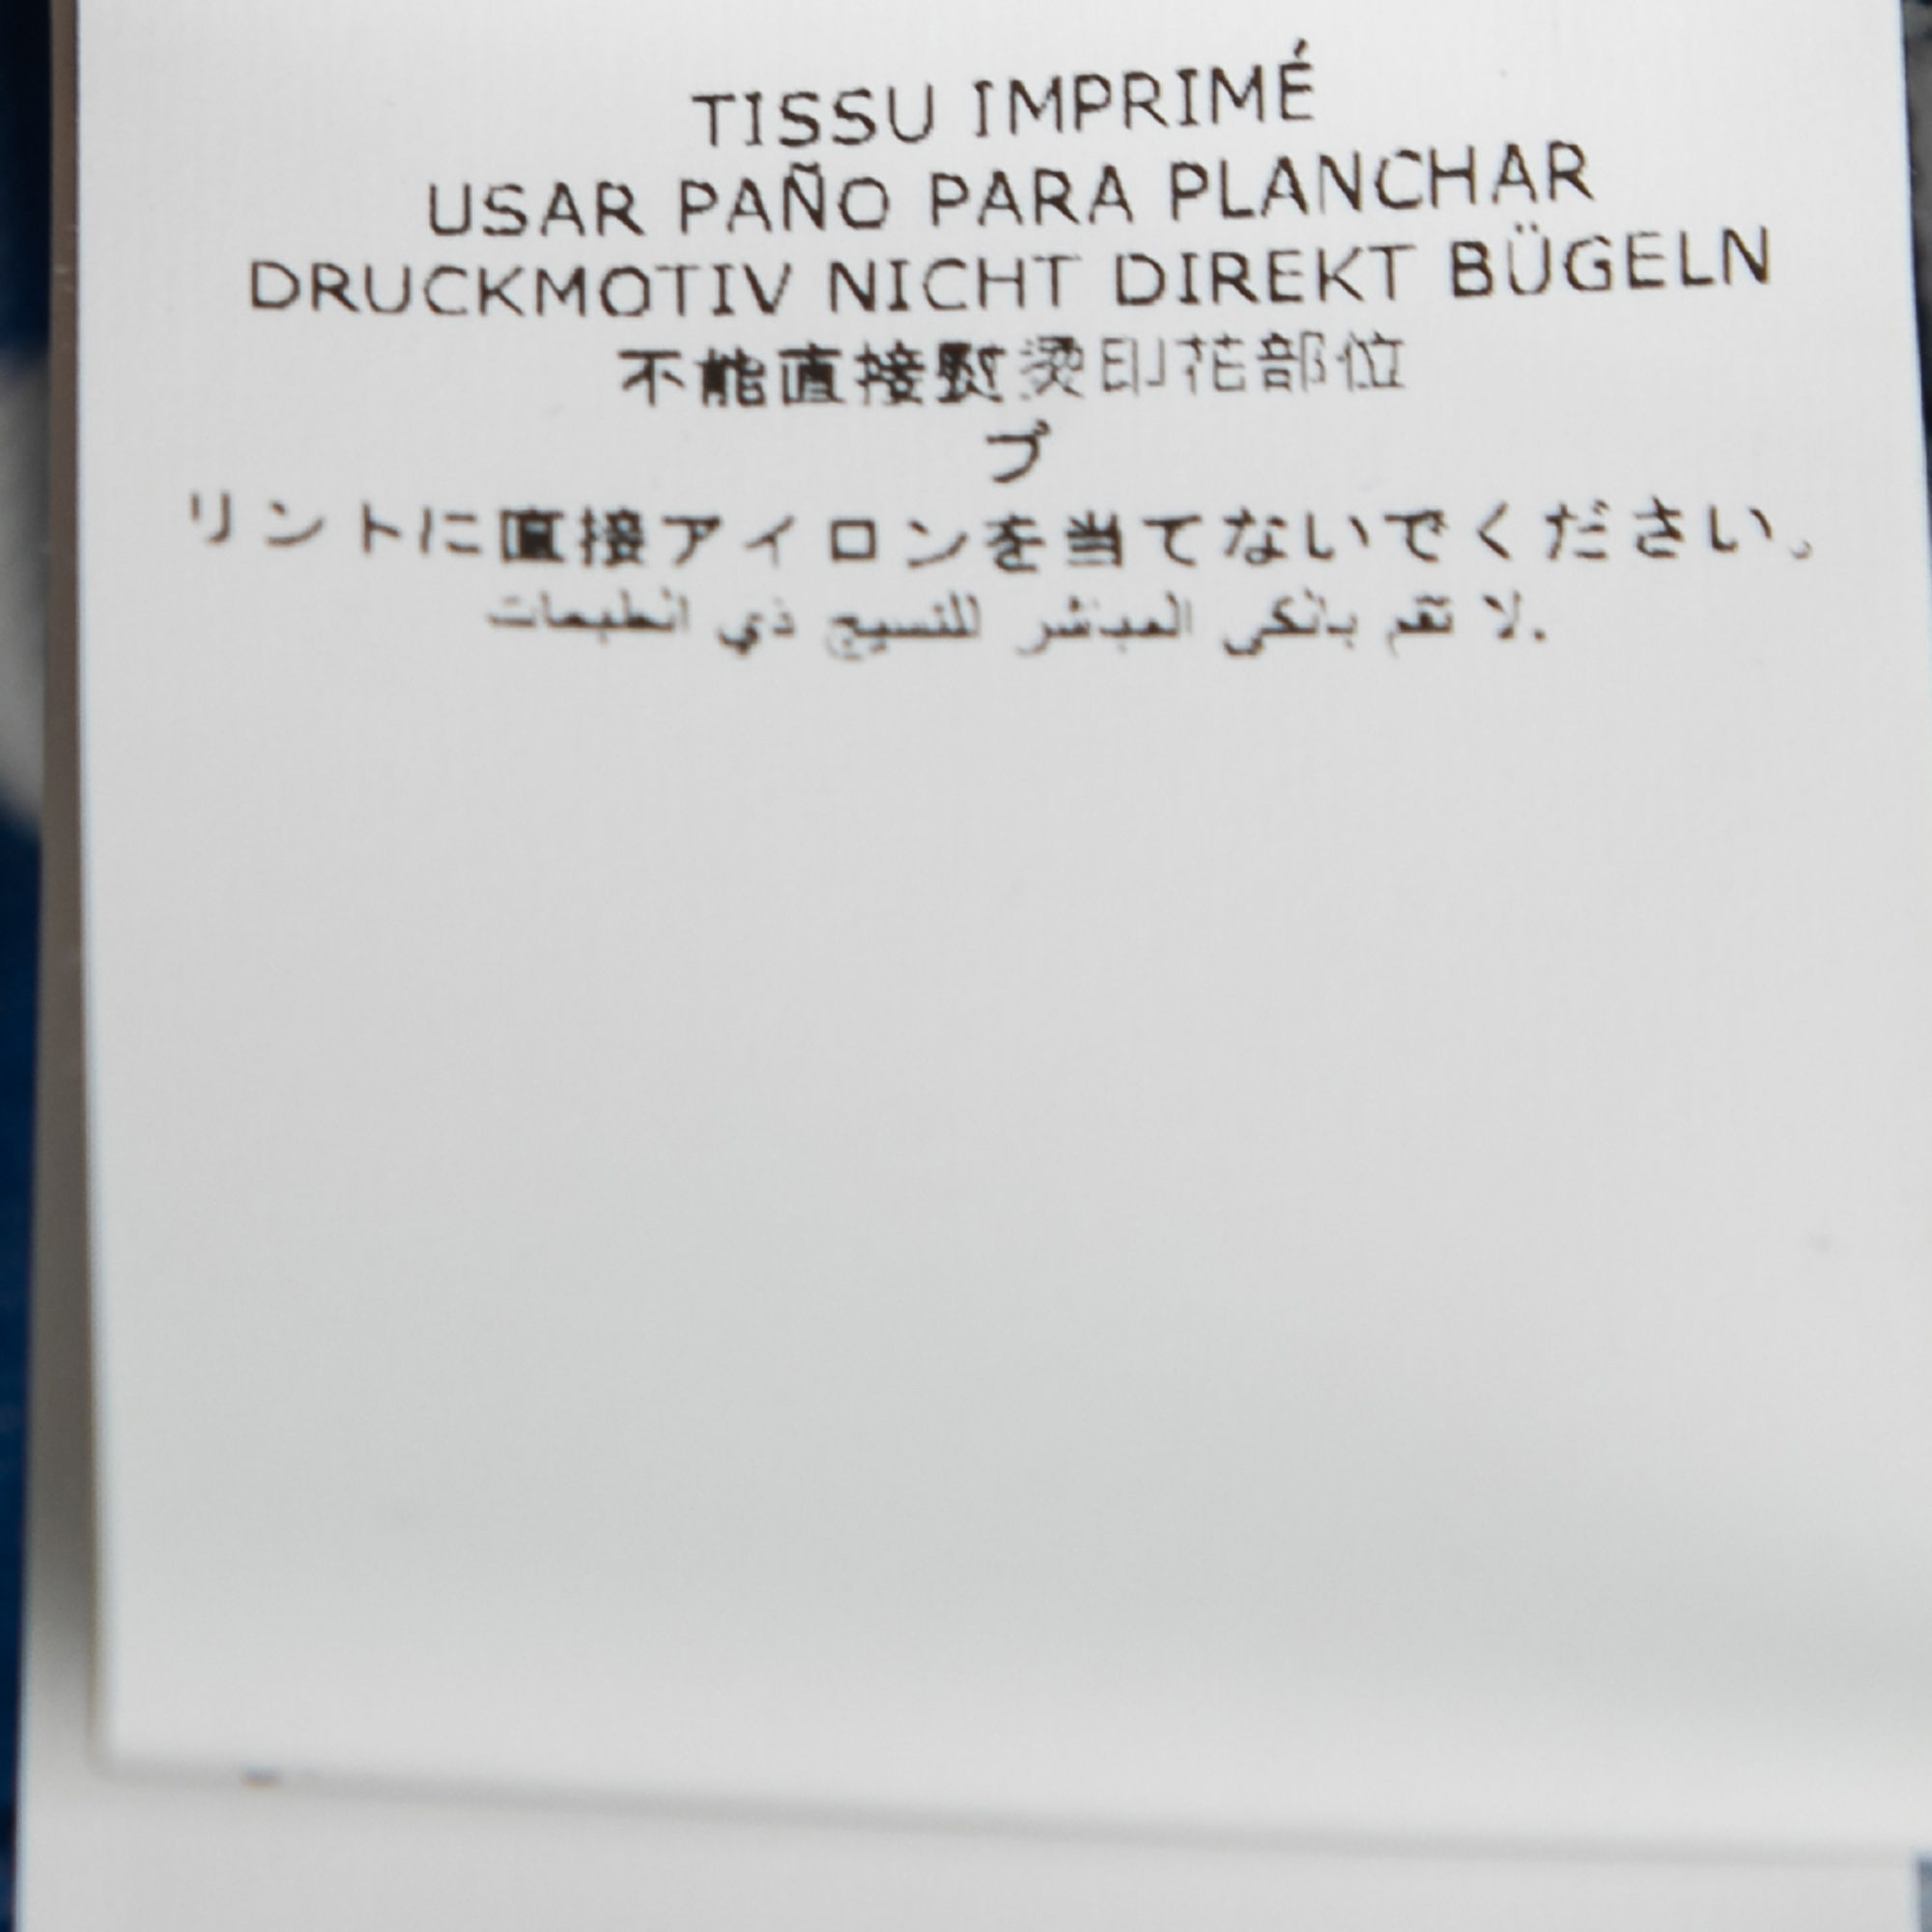 TISSU IMPRIMÉ
USAR PAÑO PARA PLANCHAR
DRUCKMOTIV NICHT DIREKT BÜGELN
不能直接熨烫印花部位
プ
リントに直接アイロンを当てないでください。
لا تقم بالكي المباشر للنسيج ذي الطبعات.